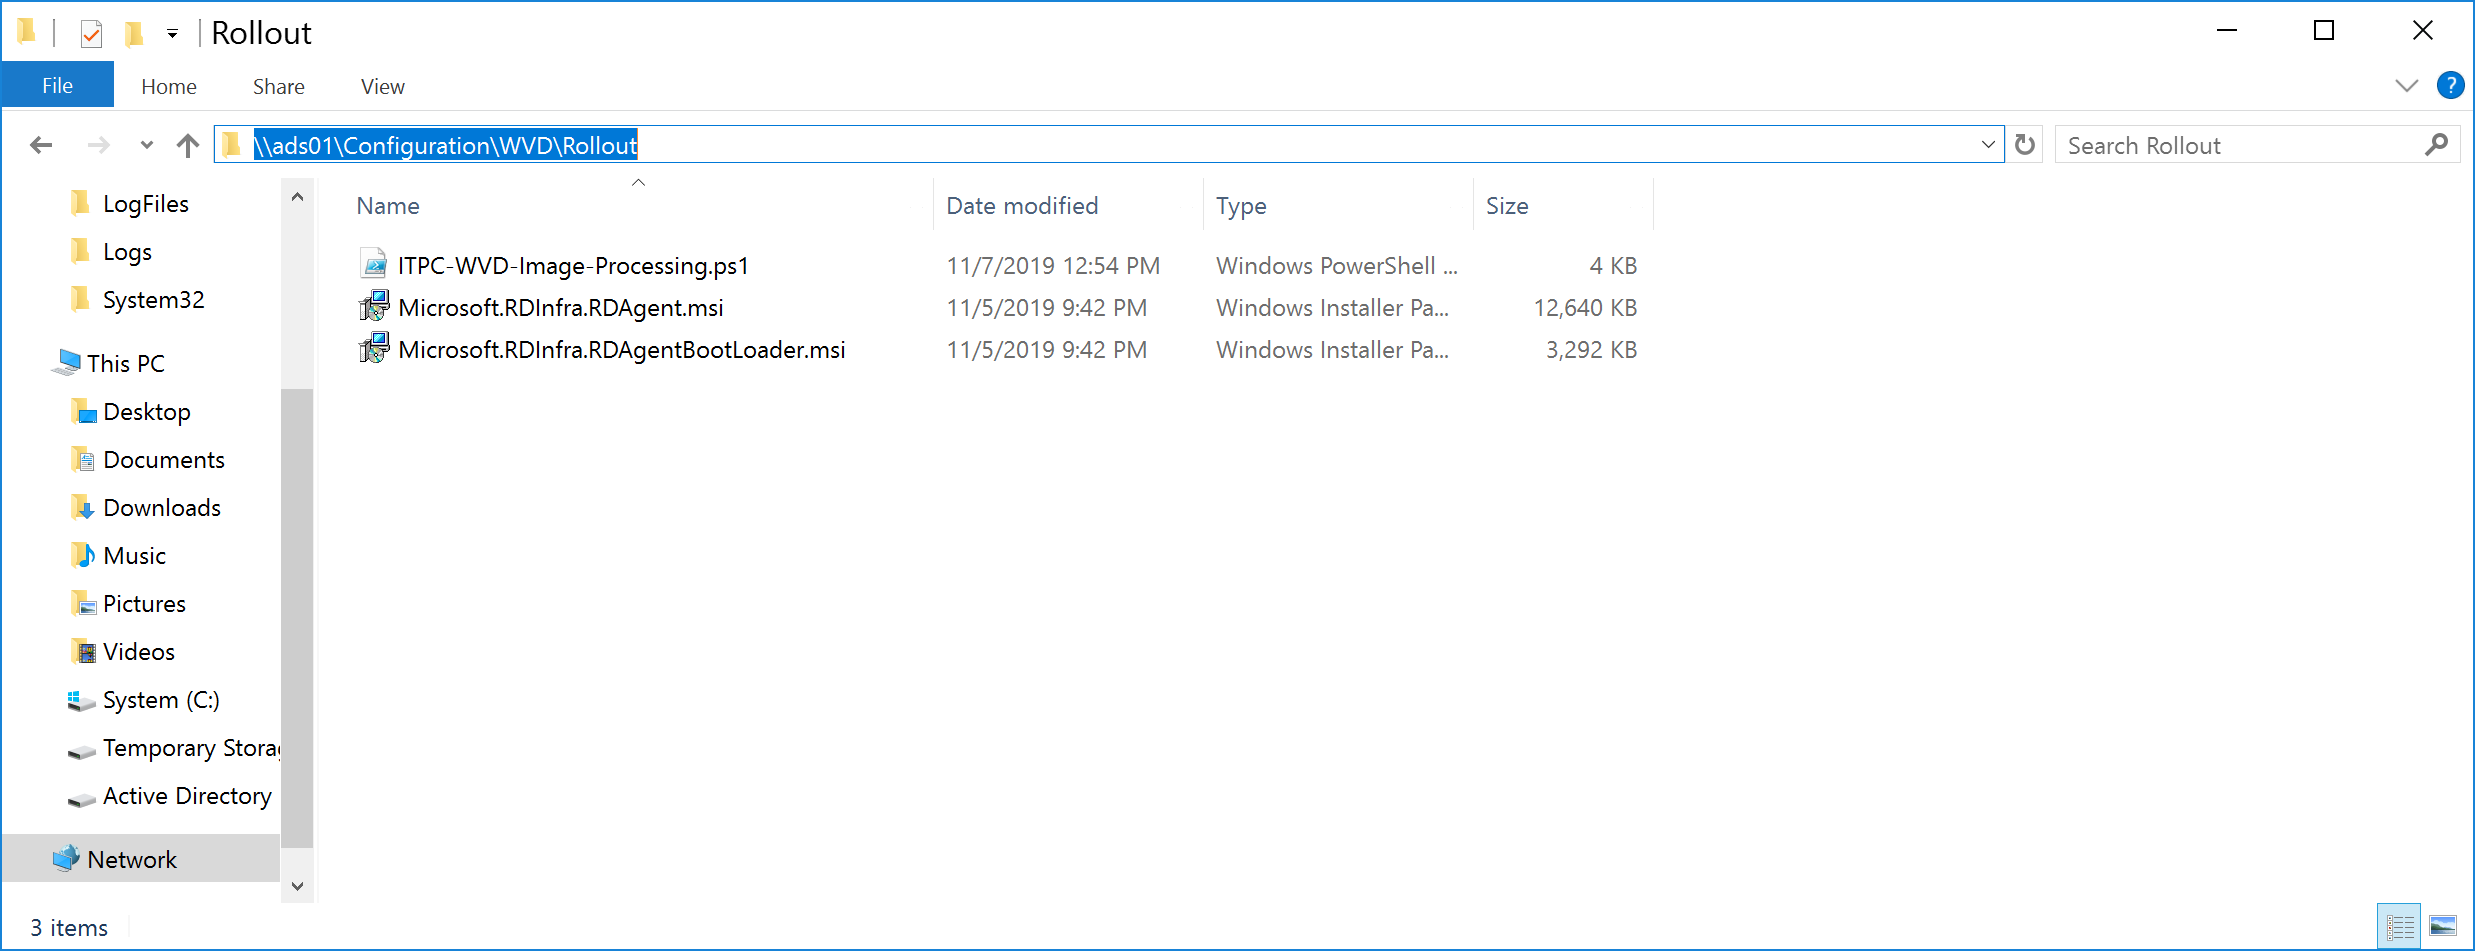 Rollout
File Home Share View ?
\\ads01\Configuration\WVD\Rollout Search Rollout
Name Date modified Type Size
ITPC-WVD-Image-Processing.ps1 11/7/2019 12:54 PM Windows PowerShell ... 4 KB
Microsoft.RDInfra.RDAgent.msi 11/5/2019 9:42 PM Windows Installer Pa... 12,640 KB
Microsoft.RDInfra.RDAgentBootLoader.msi 11/5/2019 9:42 PM Windows Installer Pa... 3,292 KB
LogFiles
Logs
System32
This PC
Desktop
Documents
Downloads
Music
Pictures
Videos
System (C:)
Temporary Storag
Active Directory
Network
3 items